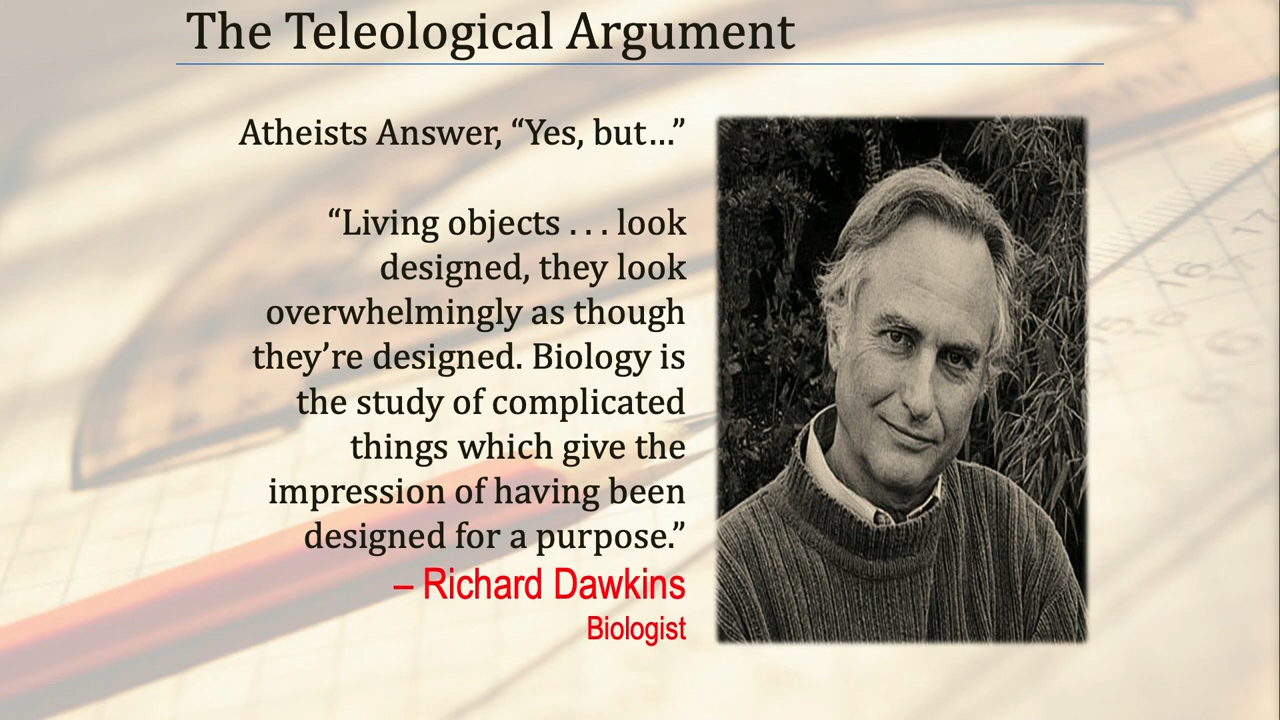 The Teleological Argument
Atheists Answer, “Yes, but…”
“Living objects . . . look
designed, they look
overwhelmingly as though
they’re designed. Biology is
the study of complicated
things which give the
impression of having been
designed for a purpose.”
– Richard Dawkins
Biologist